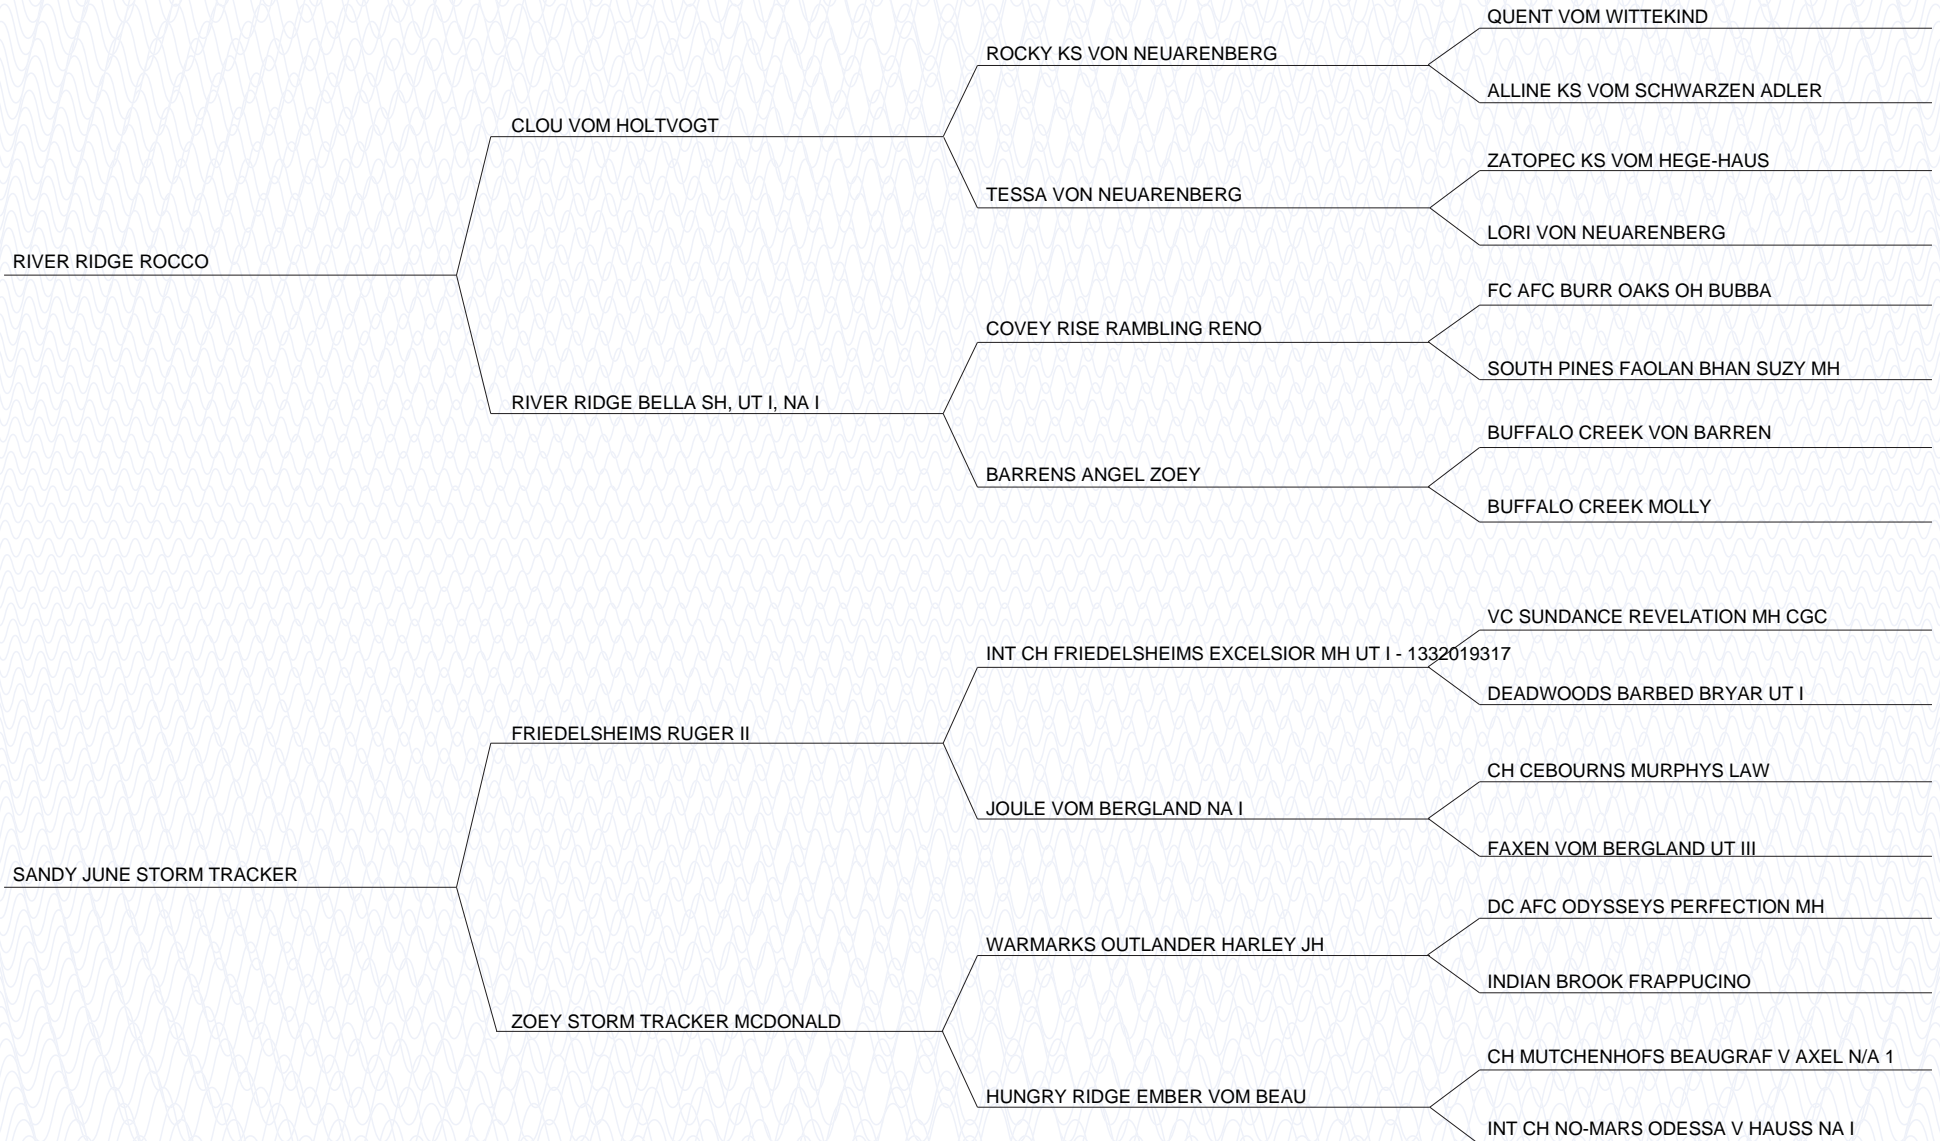 QUENT VOM WITTEKIND
ROCKY KS VON NEUARENBERG
ALLINE KS VOM SCHWARZEN ADLER
CLOU VOM HOLTVOGT
ZATOPEC KS VOM HEGE-HAUS
TESSA VON NEUARENBERG
LORI VON NEUARENBERG
RIVER RIDGE ROCCO
FC AFC BURR OAKS OH BUBBA
COVEY RISE RAMBLING RENO
SOUTH PINES FAOLAN BHAN SUZY MH
RIVER RIDGE BELLA SH, UT I, NA I
BUFFALO CREEK VON BARREN
BARRENS ANGEL ZOEY
BUFFALO CREEK MOLLY
VC SUNDANCE REVELATION MH CGC
INT CH FRIEDELSHEIMS EXCELSIOR MH UT I - 1332019317
DEADWOODS BARBED BRYAR UT I
FRIEDELSHEIMS RUGER II
CH CEBOURNS MURPHYS LAW
JOULE VOM BERGLAND NA I
FAXEN VOM BERGLAND UT III
SANDY JUNE STORM TRACKER
DC AFC ODYSSEYS PERFECTION MH
WARMARKS OUTLANDER HARLEY JH
INDIAN BROOK FRAPPUCINO
ZOEY STORM TRACKER MCDONALD
CH MUTCHENHOFS BEAUGRAF V AXEL N/A 1
HUNGRY RIDGE EMBER VOM BEAU
INT CH NO-MARS ODESSA V HAUSS NA I